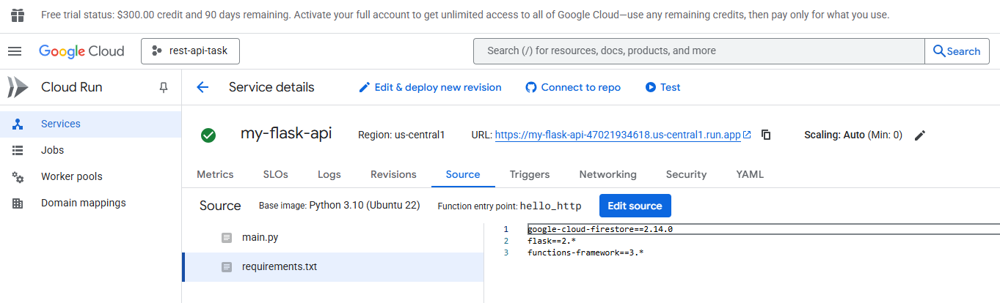 Free trial status: $300.00 credit and 90 days remaining. Activate your full account to get unlimited access to all of Google Cloud—use any remaining credits, then pay only for what you use.
Google Cloud
rest-api-task
Search (/) for resources, docs, products, and more
Search
Cloud Run
Service details
Edit & deploy new revision
Connect to repo
Test
Services
Jobs
Worker pools
Domain mappings
my-flask-api
Region: us-central1
URL: https://my-flask-api-47021934618.us-central1.run.app
Scaling: Auto (Min: 0)
Metrics
SLOs
Logs
Revisions
Source
Triggers
Networking
Security
YAML
Source
Base image: Python 3.10 (Ubuntu 22)
Function entry point: hello_http
Edit source
main.py
requirements.txt
1 google-cloud-firestore==2.14.0
2 flask==2.*
3 functions-framework==3.*